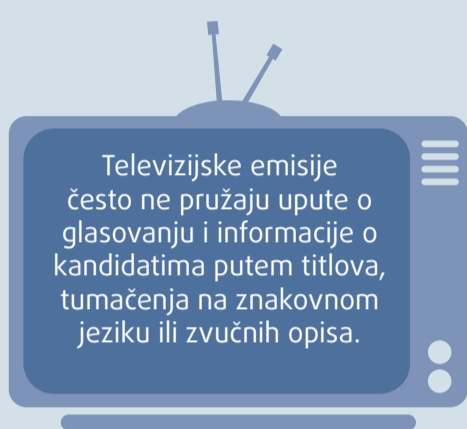 Televizijske emisije
često ne pružaju upute o
glasovanju i informacije o
kandidatima putem titlova,
tumačenja na znakovnom
jeziku ili zvučnih opisa.